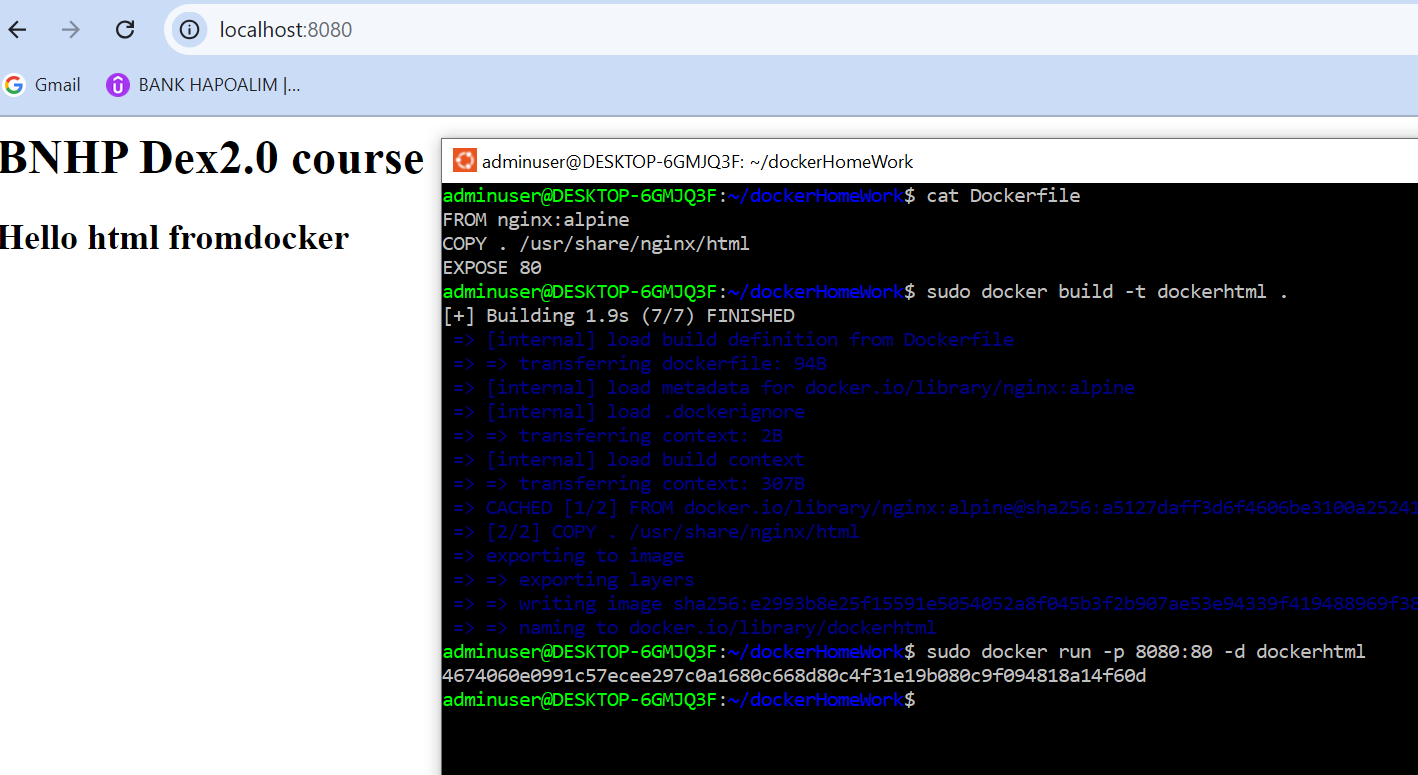 localhost:8080
Gmail
BANK HAPOALIM |...
BNHP Dex2.0 course
Hello html fromdocker
adminuser@DESKTOP-6GMJQ3F: ~/dockerHomeWork
adminuser@DESKTOP-6GMJQ3F:~/dockerHomeWork$ cat Dockerfile
FROM nginx:alpine
COPY . /usr/share/nginx/html
EXPOSE 80
adminuser@DESKTOP-6GMJQ3F:~/dockerHomeWork$ sudo docker build -t dockerhtml .
[+] Building 1.9s (7/7) FINISHED
=> [internal] load build definition from Dockerfile
=> => transferring dockerfile: 94B
=> [internal] load metadata for docker.io/library/nginx:alpine
=> [internal] load .dockerignore
=> => transferring context: 2B
=> [internal] load build context
=> => transferring context: 307B
=> CACHED [1/2] FROM docker.io/library/nginx:alpine@sha256:a5127daff3d6f4606be3100a25241
=> [2/2] COPY . /usr/share/nginx/html
=> exporting to image
=> => exporting layers
=> => writing image sha256:e2993b8e25f15591e5054052a8f045b3f2b907ae53e94339f419488969f38
=> => naming to docker.io/library/dockerhtml
adminuser@DESKTOP-6GMJQ3F:~/dockerHomeWork$ sudo docker run -p 8080:80 -d dockerhtml
4674060e0991c57ecee297c0a1680c668d80c4f31e19b080c9f094818a14f60d
adminuser@DESKTOP-6GMJQ3F:~/dockerHomeWork$